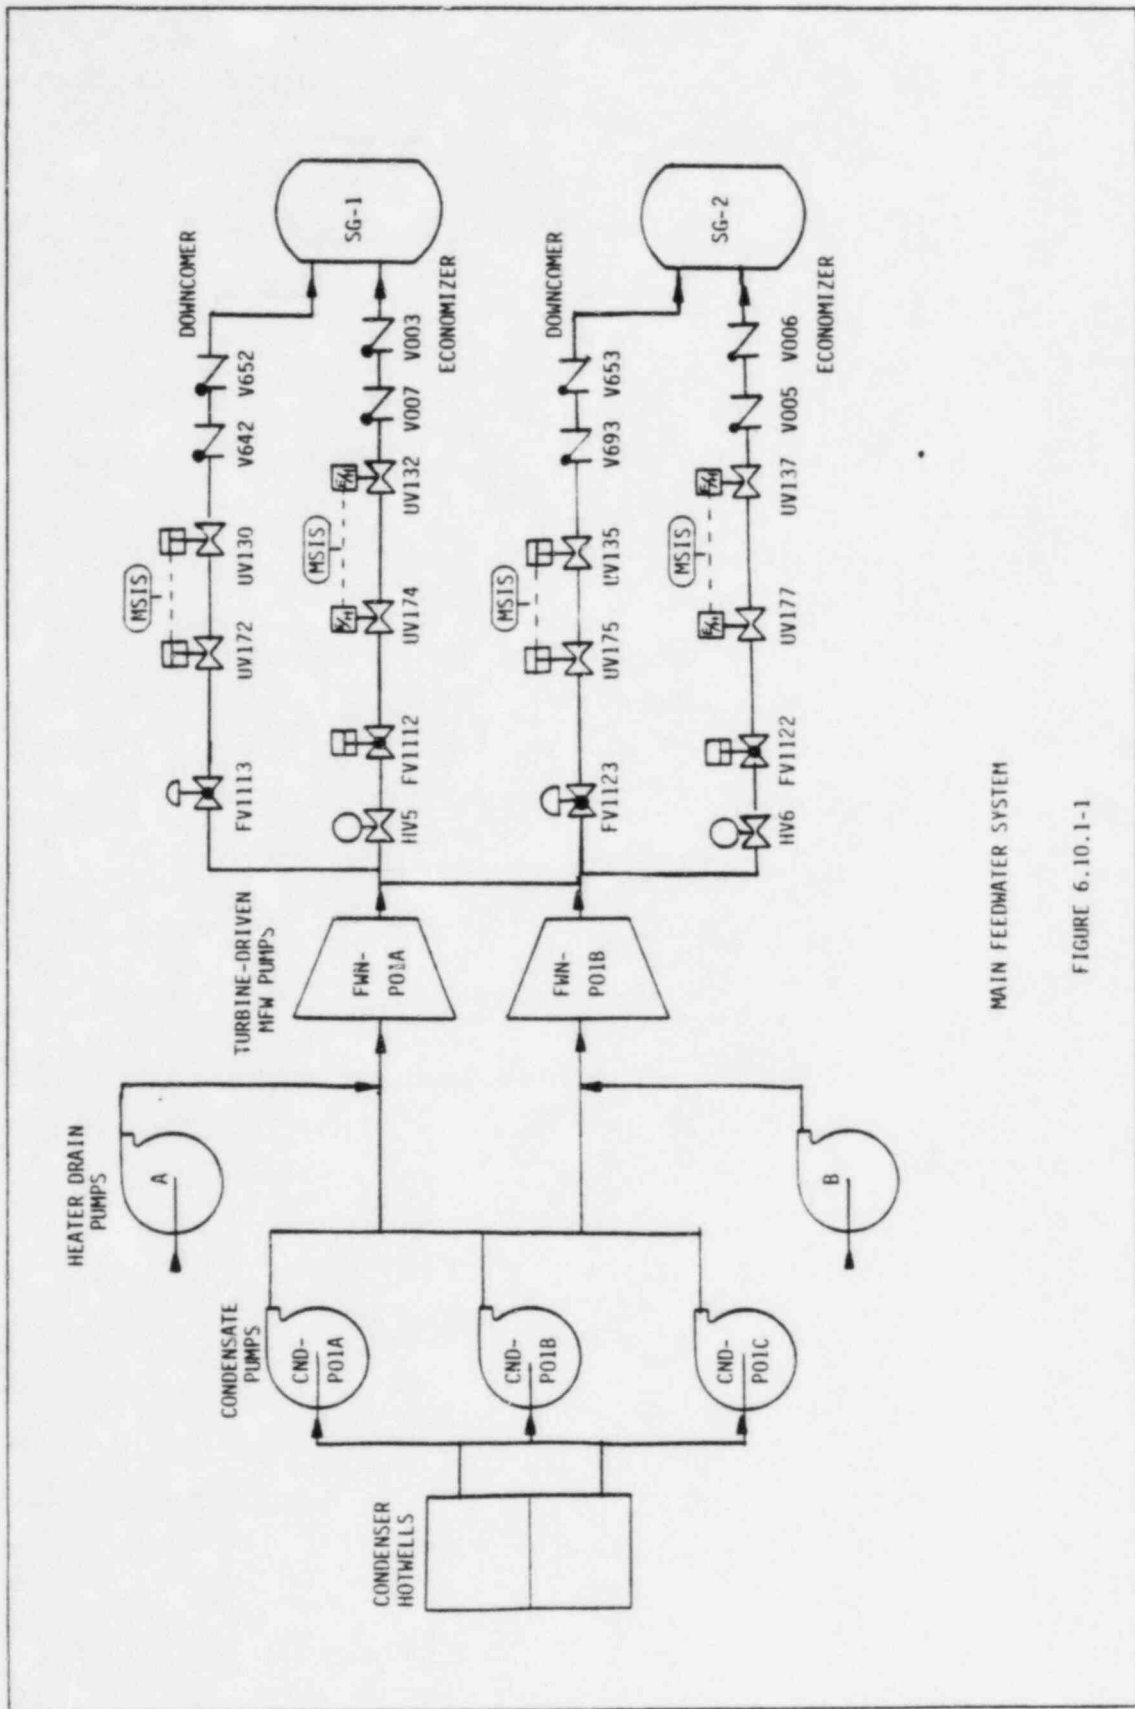 CONDENSER
HOTWELLS
CONDENSATE
PUMPS
CND-
P01A
CND-
P01B
CND-
P01C
HEATER DRAIN
PUMPS
A
B
TURBINE-DRIVEN
MFW PUMPS
FWN-
P01A
FWN-
P01B
FV1113
UV172
MSIS
UV130
V642
V652
DOWNCOMER
HV5
FV1112
UV174
MSIS
UV132
V007
V003
ECONOMIZER
SG-1
FV1123
UV175
MSIS
UV135
V693
V653
DOWNCOMER
HV6
FV1122
UV177
MSIS
UV137
V005
V006
ECONOMIZER
SG-2
MAIN FEEDWATER SYSTEM
FIGURE 6.10.1-1